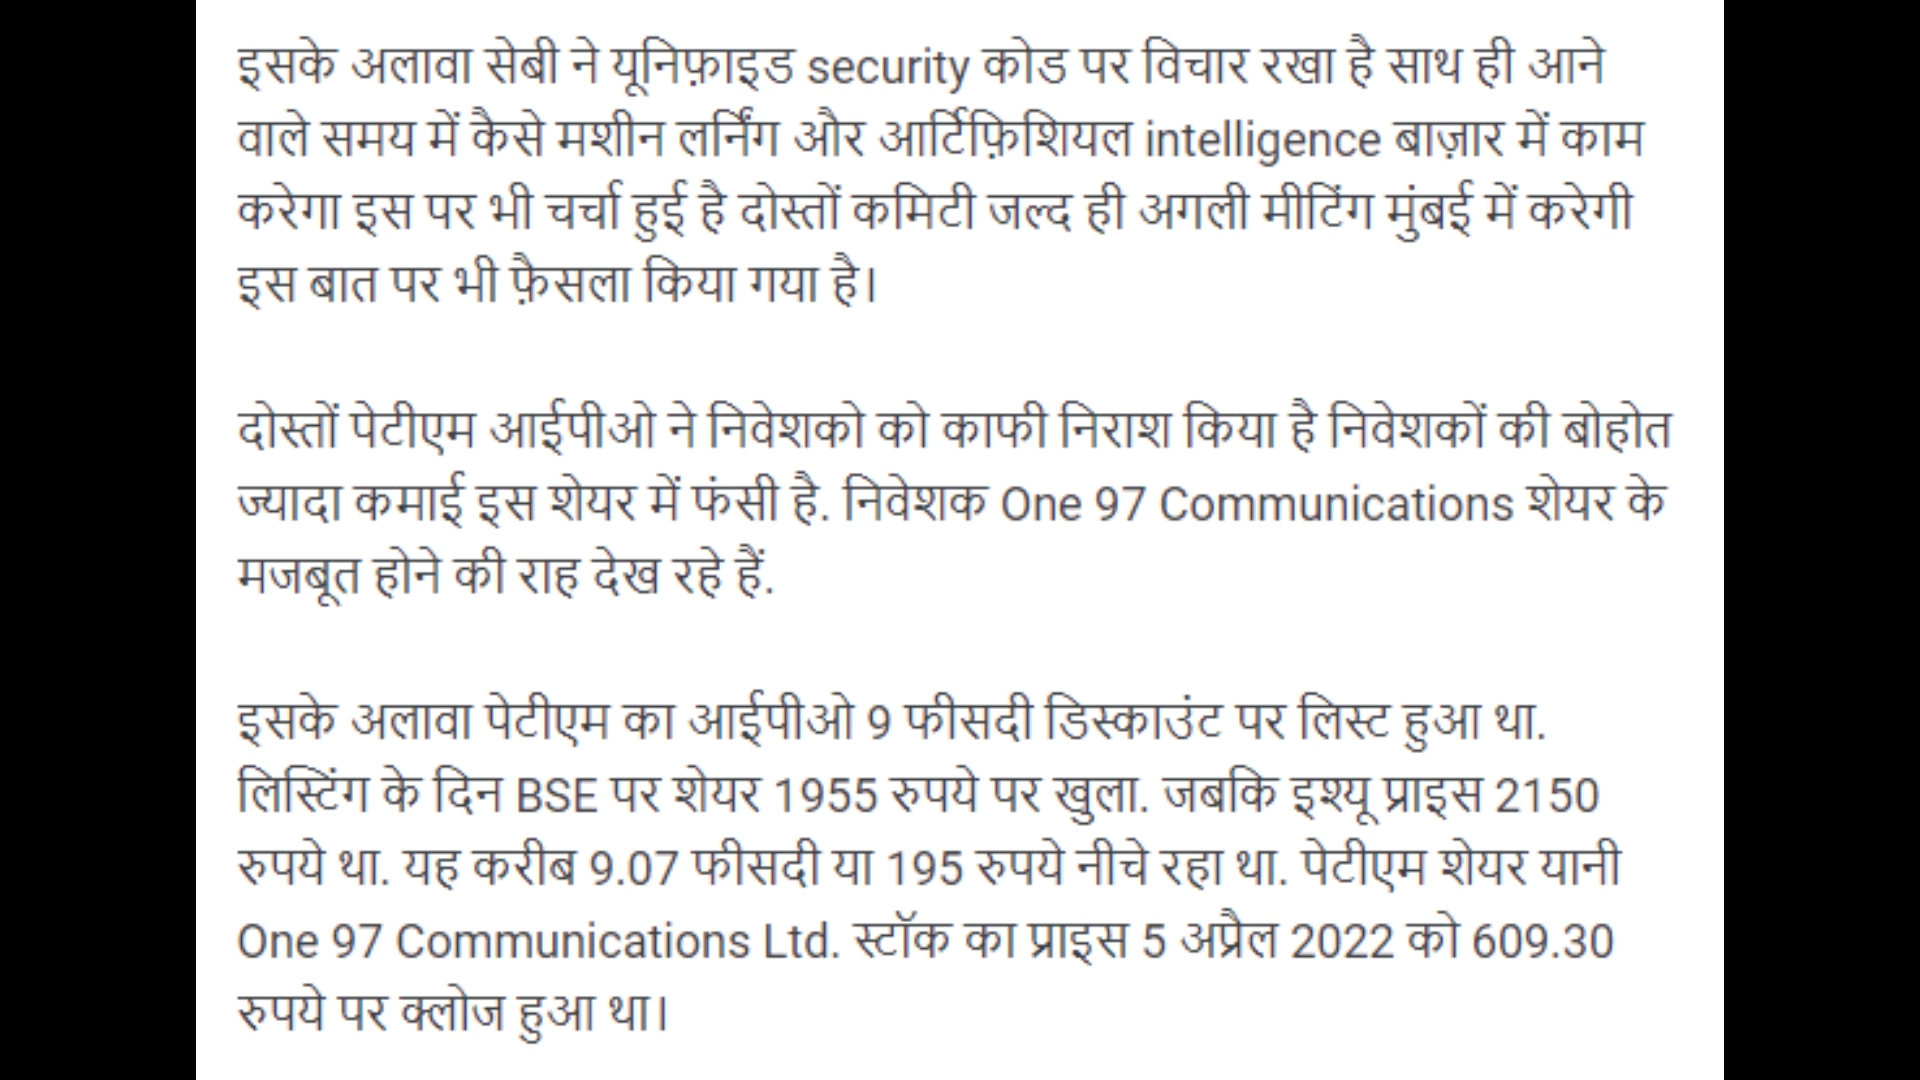 इसके अलावा सेबी ने यूनिफ़ाइड security कोड पर विचार रखा है साथ ही आने
वाले समय में कैसे मशीन लर्निंग और आर्टिफ़िशियल intelligence बाज़ार में काम
करेगा इस पर भी चर्चा हुई है दोस्तों कमिटी जल्द ही अगली मीटिंग मुंबई में करेगी
इस बात पर भी फ़ैसला किया गया है।
दोस्तों पेटीएम आईपीओ ने निवेशको को काफी निराश किया है निवेशकों की बोहोत
ज्यादा कमाई इस शेयर में फंसी है. निवेशक One 97 Communications शेयर के
मजबूत होने की राह देख रहे हैं.
इसके अलावा पेटीएम का आईपीओ 9 फीसदी डिस्काउंट पर लिस्ट हुआ था.
लिस्टिंग के दिन BSE पर शेयर 1955 रुपये पर खुला. जबकि इश्यू प्राइस 2150
रुपये था. यह करीब 9.07 फीसदी या 195 रुपये नीचे रहा था. पेटीएम शेयर यानी
One 97 Communications Ltd. स्टॉक का प्राइस 5 अप्रैल 2022 को 609.30
रुपये पर क्लोज हुआ था।